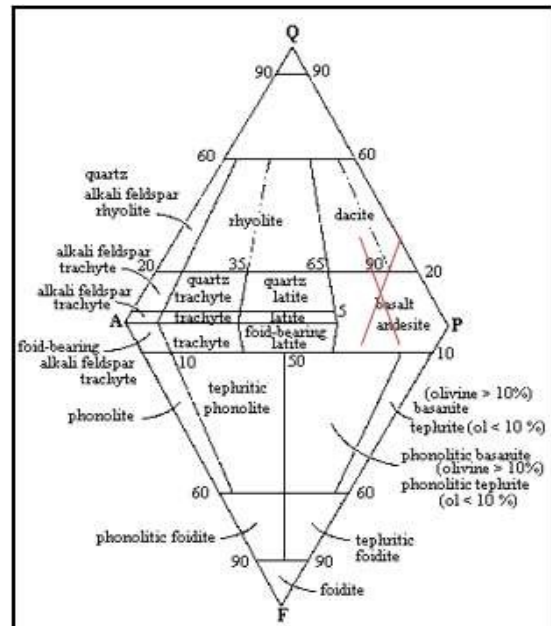 Q
90 90
60 60
quartz
alkali feldspar
rhyolite
rhyolite
dacite
alkali feldspar
trachyte
20 35 65 90 20
quartz
trachyte
quartz
latite
alkali feldspar
trachyte
basalt
andesite
A trachyte latite 5 P
foid-bearing
alkali feldspar
trachyte
trachyte
foid-bearing
latite
10 50 10
phonolite
tephritic
phonolite
(olivine > 10%)
basanite
tephrite (ol < 10 %)
phonolitic basanite
(olivine > 10%)
phonolitic tephrite
(ol < 10 %)
60 60
phonolitic foidite
tephritic
foidite
90 90
foidite
F